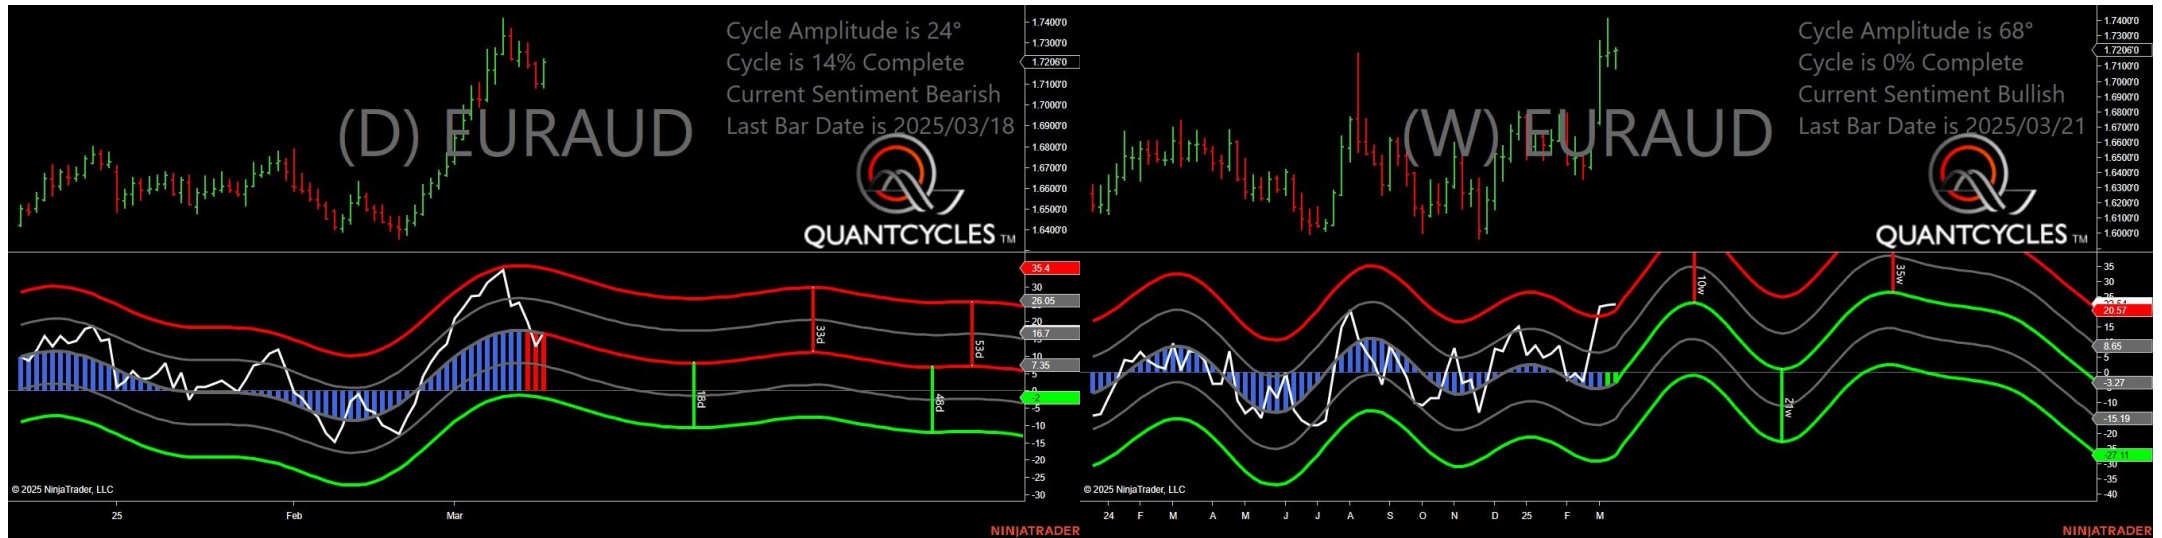 Cycle Amplitude is 24°
Cycle is 14% Complete
Current Sentiment Bearish
Last Bar Date is 2025/03/18
(D) EURAUD
QUANTCYCLES TM
1.7400'0
1.7300'0
1.7206'0
1.7100'0
1.7000'0
1.6900'0
1.6800'0
1.6700'0
1.6600'0
1.6500'0
1.6400'0
35.4
30
26.05
20
16.7
10
7.35
5
0
-2
-5
-10
-15
-20
-25
-30
18d
33d
48d
53d
© 2025 NinjaTrader, LLC
25 Feb Mar
NINJATRADER
Cycle Amplitude is 68°
Cycle is 0% Complete
Current Sentiment Bullish
Last Bar Date is 2025/03/21
(W) EURAUD
QUANTCYCLES TM
1.7400'0
1.7300'0
1.7206'0
1.7100'0
1.7000'0
1.6900'0
1.6800'0
1.6700'0
1.6600'0
1.6500'0
1.6400'0
1.6300'0
1.6200'0
1.6100'0
1.6000'0
35
30
20.57
15
8.65
5
0
-3.27
-10
-15.19
-20
-27.11
-30
-35
-40
10w
21w
35w
© 2025 NinjaTrader, LLC
24 F M A M J J A S O N D 25 F M
NINJATRADER